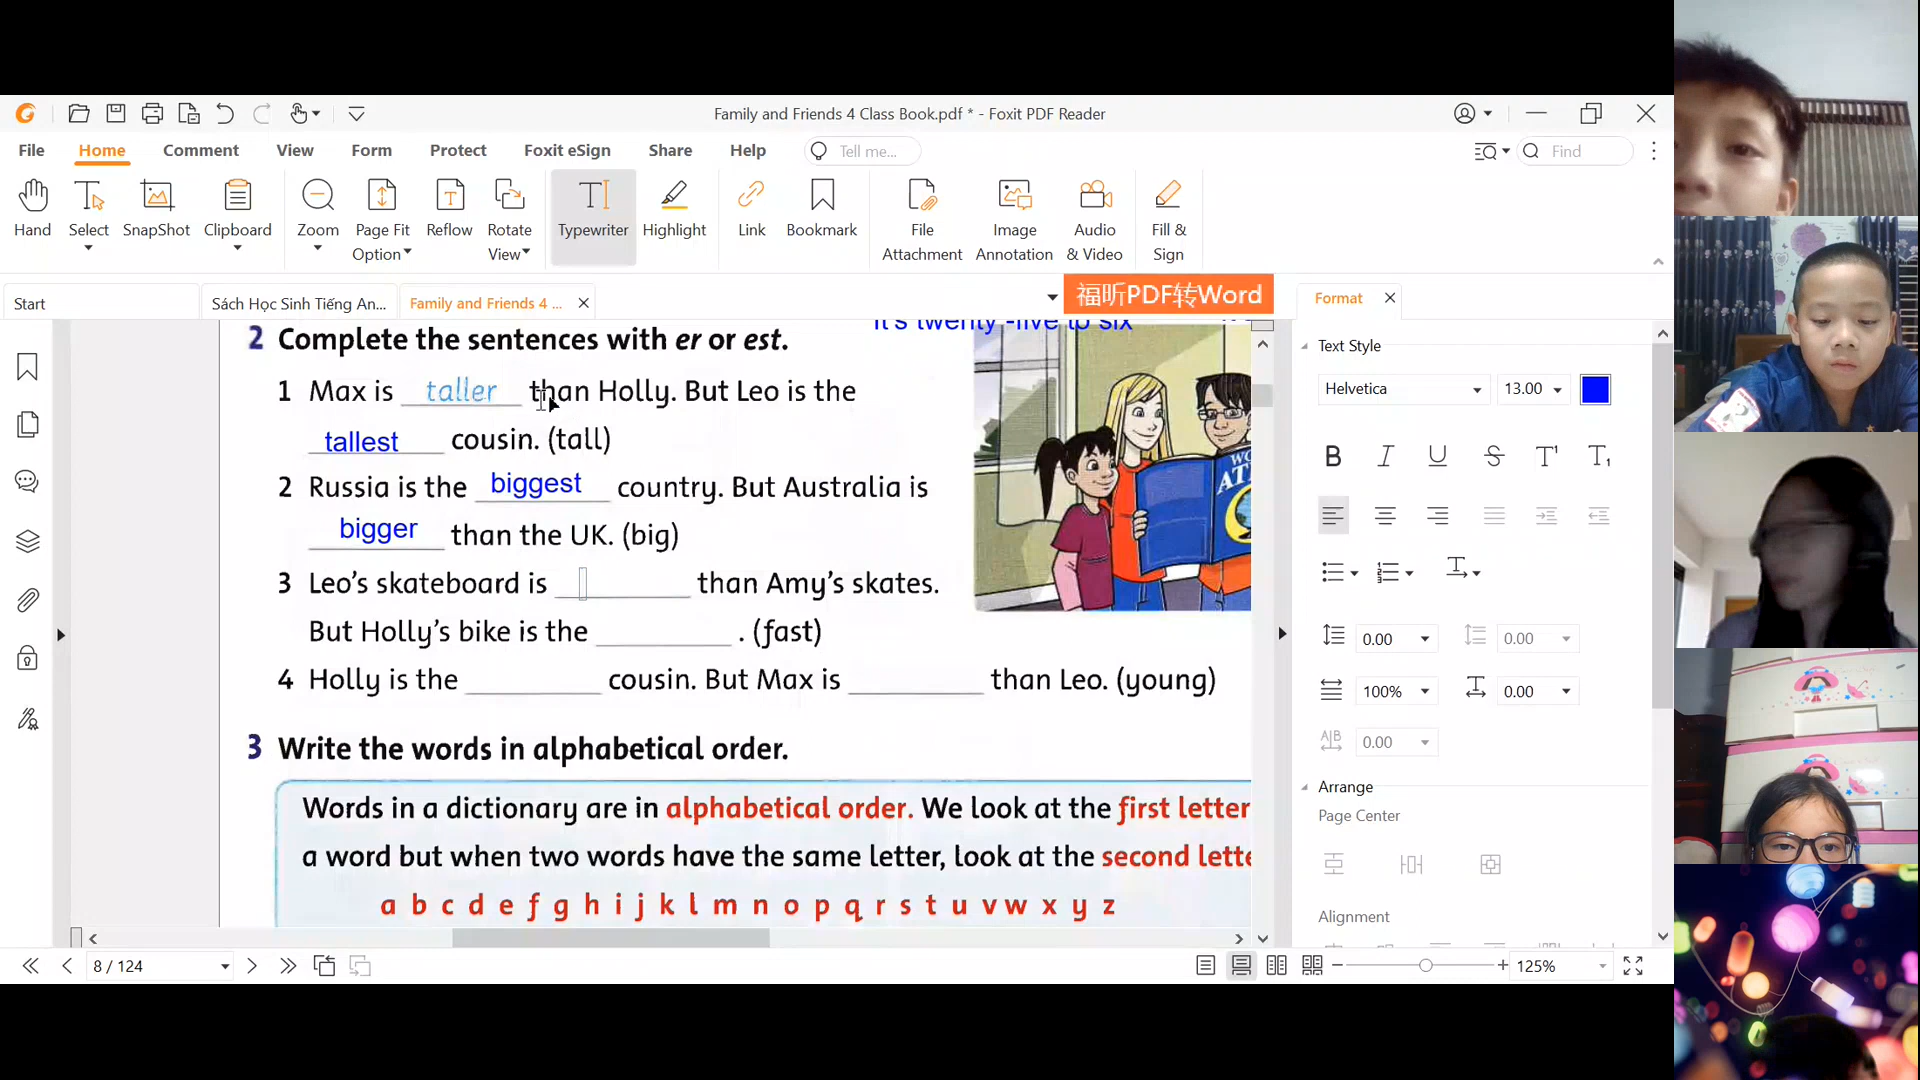 Family and Friends 4 Class Book.pdf * - Foxit PDF Reader
File Home Comment View Form Protect Foxit eSign Share Help Tell me... Find
Hand Select SnapShot Clipboard Zoom Page Fit Option Reflow Rotate View Typewriter Highlight Link Bookmark File Attachment Image Annotation Audio & Video Fill & Sign
Start Sách Học Sinh Tiếng An... Family and Friends 4 ... 福昕PDF转Word Format
It's twenty -five to six
2 Complete the sentences with er or est.
1 Max is taller than Holly. But Leo is the
tallest cousin. (tall)
2 Russia is the biggest country. But Australia is
bigger than the UK. (big)
3 Leo's skateboard is than Amy's skates.
But Holly's bike is the . (fast)
4 Holly is the cousin. But Max is than Leo. (young)
3 Write the words in alphabetical order.
Words in a dictionary are in alphabetical order. We look at the first letter
a word but when two words have the same letter, look at the second lette
a b c d e f g h i j k l m n o p q r s t u v w x y z
Text Style
Helvetica 13.00
B I U S T T
0.00 0.00
100% 0.00
0.00
Arrange
Page Center
Alignment
8 / 124 125%